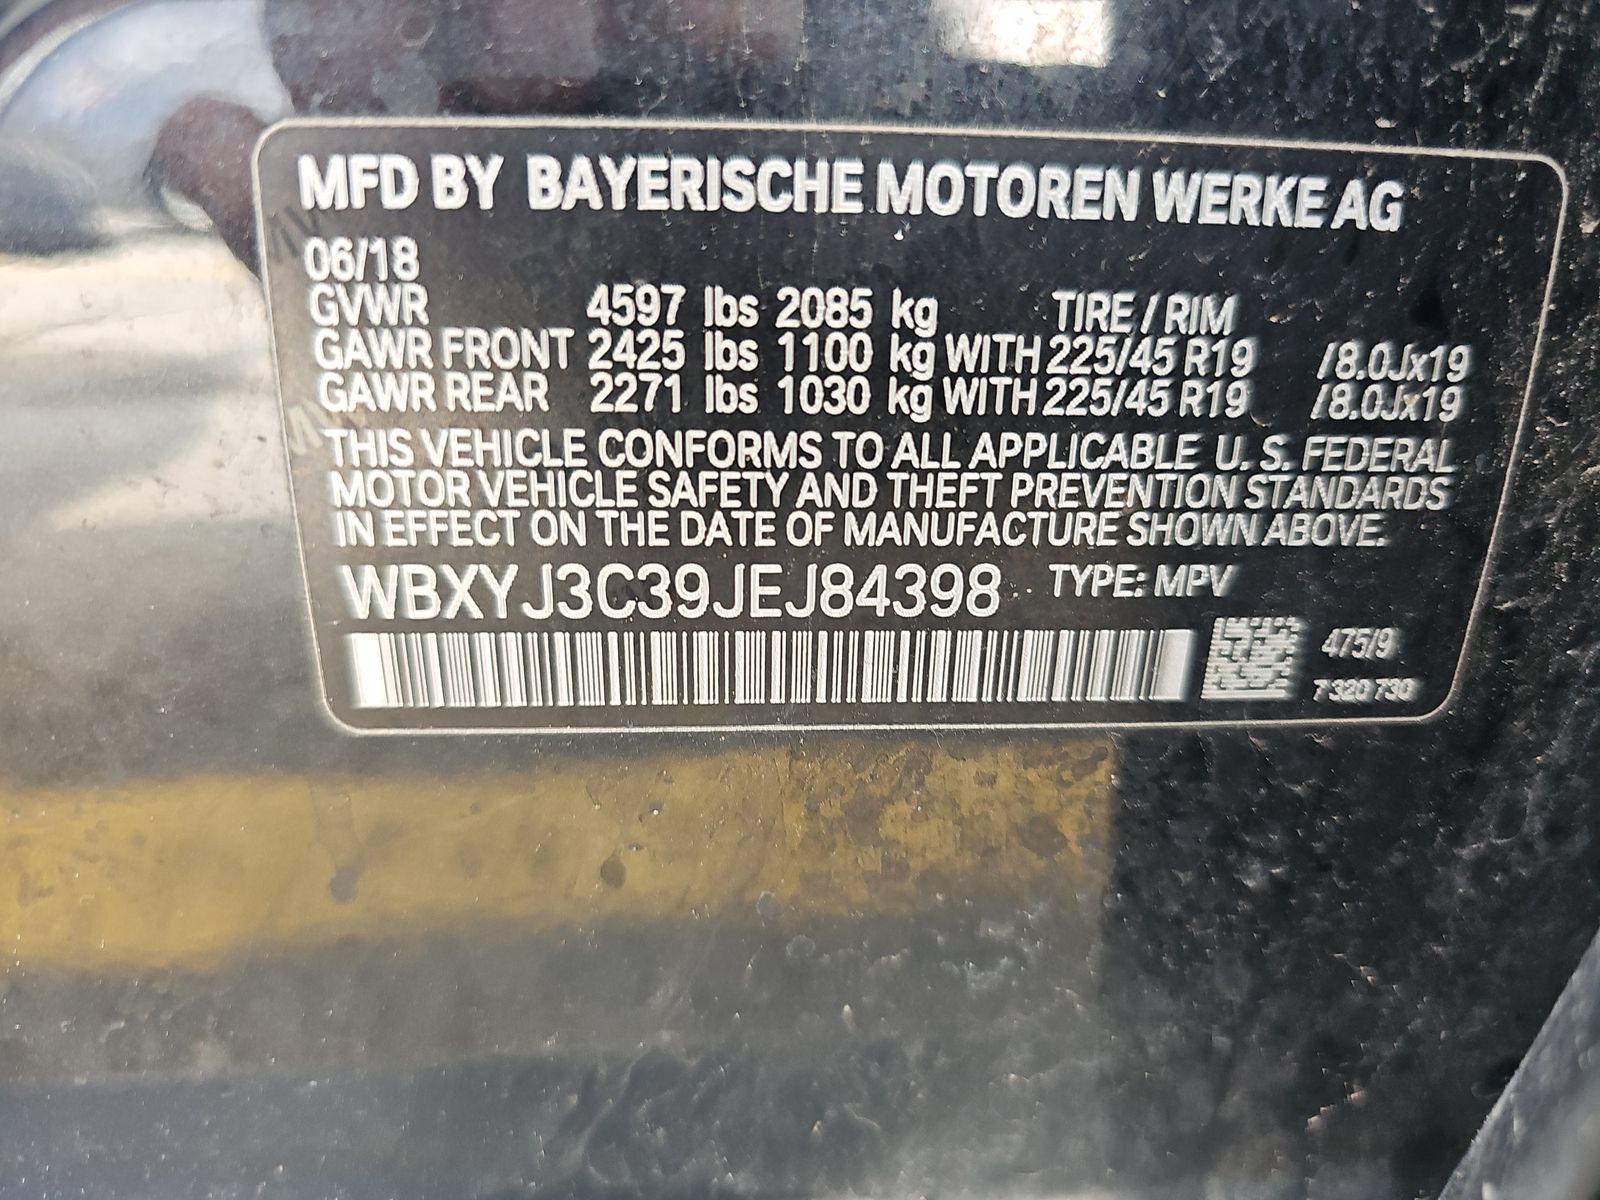 MFD BY BAYERISCHE MOTOREN WERKE AG
06/18
GVWR 4597 lbs 2085 kg TIRE / RIM
GAWR FRONT 2425 lbs 1100 kg WITH 225/45 R19 /8.0Jx19
GAWR REAR 2271 lbs 1030 kg WITH 225/45 R19 /8.0Jx19
THIS VEHICLE CONFORMS TO ALL APPLICABLE U. S. FEDERAL
MOTOR VEHICLE SAFETY AND THEFT PREVENTION STANDARDS
IN EFFECT ON THE DATE OF MANUFACTURE SHOWN ABOVE.
WBXYJ3C39JEJ84398 TYPE: MPV
475/9
7 320 730